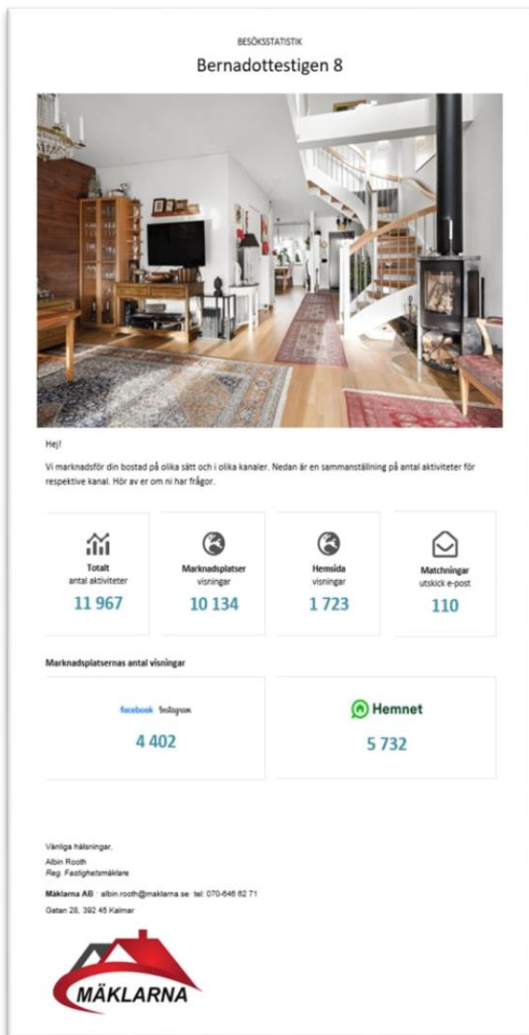 BESÖKSSTATISTIK
Bernadottestigen 8
Hej!
Vi marknadsför din bostad på olika sätt och i olika kanaler. Nedan är en sammanställning på antal aktiviteter för
respektive kanal. Hör av er om ni har frågor.
Totalt
antal aktiviteter
11 967
Marknadsplatser
visningar
10 134
Hemsida
visningar
1 723
Matchningar
utskick e-post
110
Marknadsplatsernas antal visningar
facebook Instagram
4 402
Hemnet
5 732
Vänliga hälsningar,
Albin Rooth
Reg. Fastighetsmäklare
Mäklarna AB · albin.rooth@maklarna.se· tel: 070-646 62 71
Gatan 28, 392 45 Kalmar
MÄKLARNA